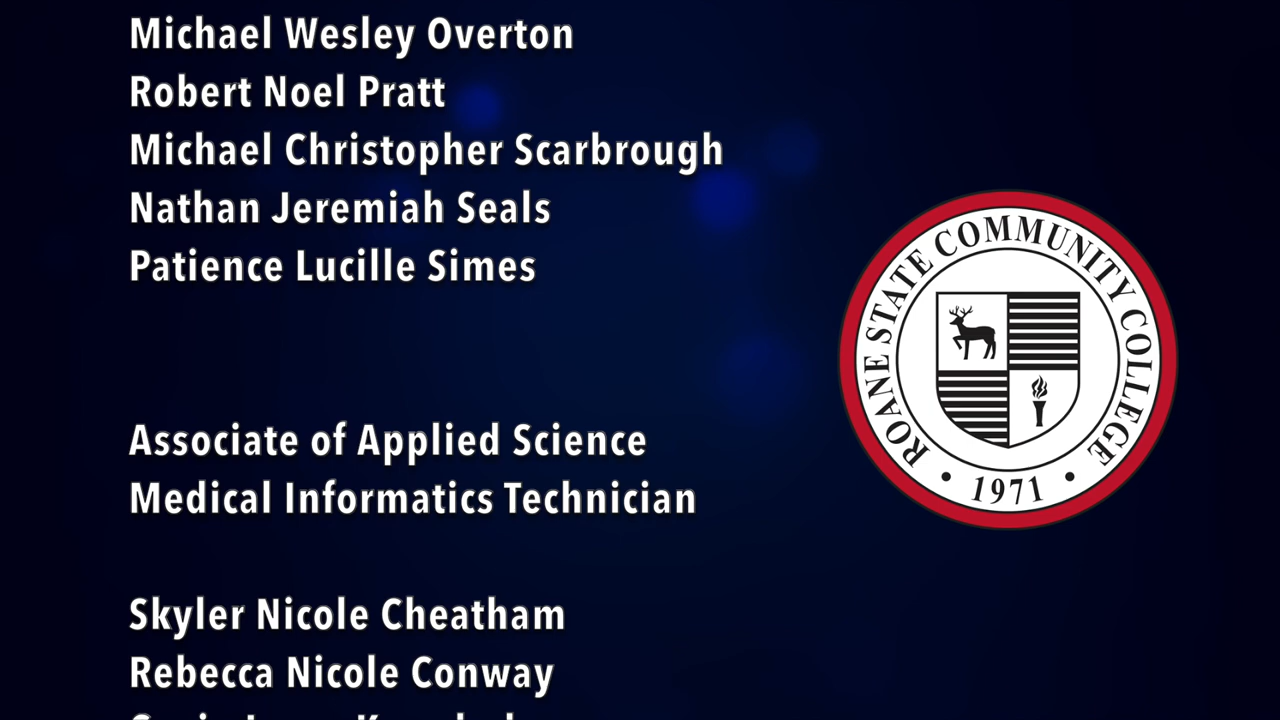 Michael Wesley Overton
Robert Noel Pratt
Michael Christopher Scarbrough
Nathan Jeremiah Seals
Patience Lucille Simes
Associate of Applied Science
Medical Informatics Technician
Skyler Nicole Cheatham
Rebecca Nicole Conway
ROANE STATE COMMUNITY COLLEGE
• 1971 •